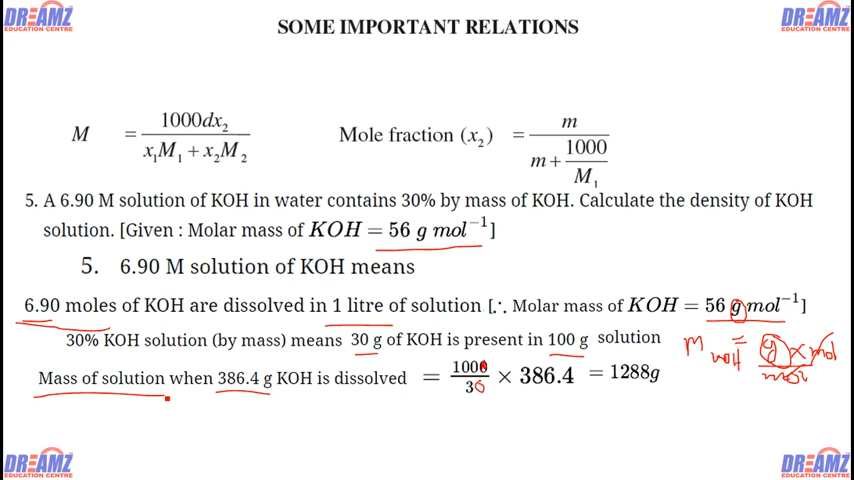 DREAMZ
EDUCATION CENTRE
DREAMZ
EDUCATION CENTRE
SOME IMPORTANT RELATIONS
M = 1000dx₂ / x₁M₁ + x₂M₂
Mole fraction (x₂) = m / m + 1000 / M₁
5. A 6.90 M solution of KOH in water contains 30% by mass of KOH. Calculate the density of KOH
solution. [Given : Molar mass of KOH = 56 g mol⁻¹]
5. 6.90 M solution of KOH means
6.90 moles of KOH are dissolved in 1 litre of solution [∴ Molar mass of KOH = 56 g mol⁻¹]
30% KOH solution (by mass) means 30 g of KOH is present in 100 g solution
m KOH = g × mol / mol
Mass of solution when 386.4 g KOH is dissolved = 1000 / 30 × 386.4 = 1288g
DREAMZ
EDUCATION CENTRE
DREAMZ
EDUCATION CENTRE